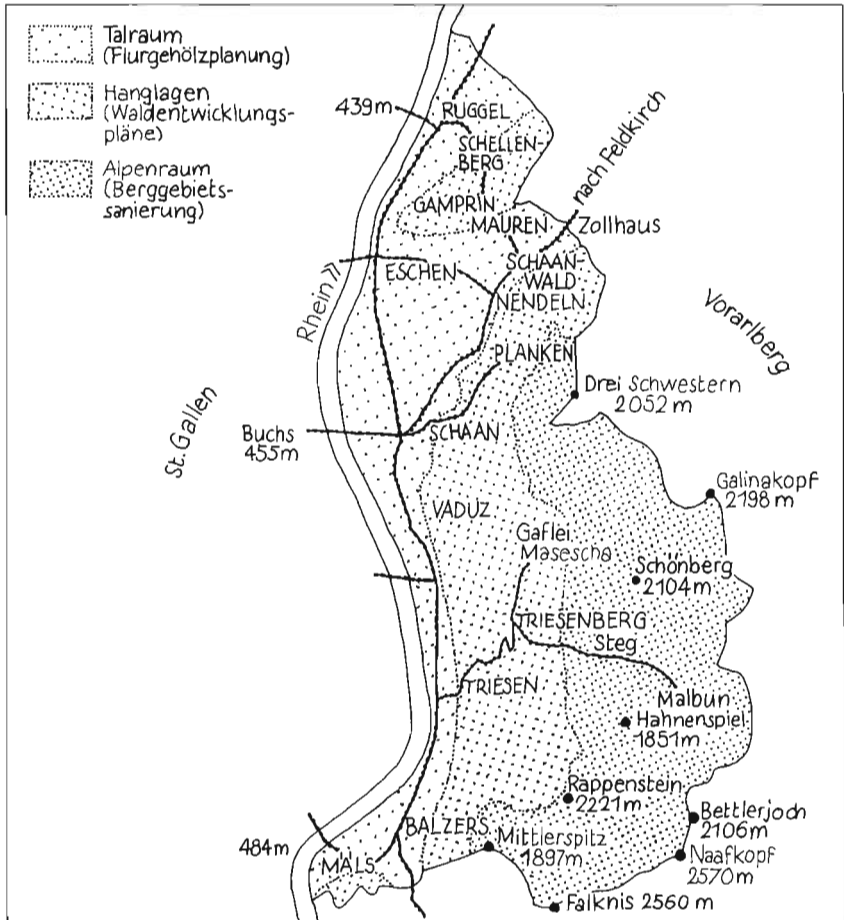 Talraum
(Flurgehölzplanung)
Hanglagen
(Waldentwicklungs-
pläne)
Alpenraum
(Berggebiets-
sanierung)
439m
RUGGEL
SCHELLEN-
BERG
nach Feldkirch
GAMPRIN
MAUREN
Zollhaus
Rhein
ESCHEN
SCHAAN-
WALD
NENDELN
Vorarlberg
PLANKEN
Drei Schwestern
2052 m
St. Gallen
Buchs
455m
SCHAAN
Galinakopf
2198 m
VADUZ
Gaflei
Masescha
Schönberg
2104m
TRIESENBERG
Steg
TRIESEN
Malbun
Hahnenspiel
1851m
Rappenstein
2221m
Bettlerjoch
2106m
BALZERS
Mittlerspitz
1897m
484m
MÄLS
Naafkopf
2570m
Falknis 2560 m